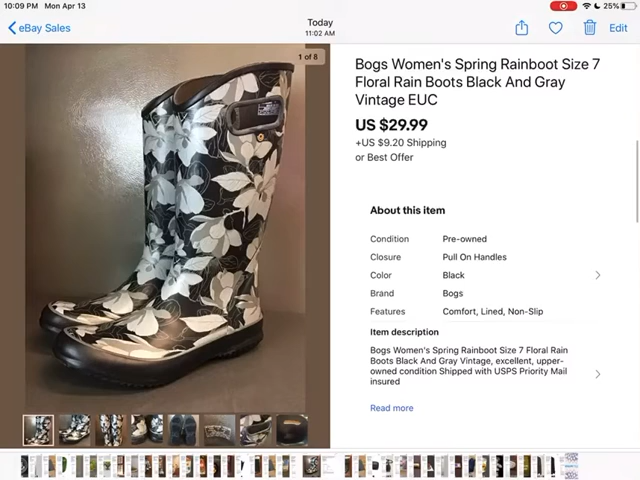 10:09 PM Mon Apr 13
25%
eBay Sales
Today
11:02 AM
Edit
1 of 8
Bogs Women's Spring Rainboot Size 7
Floral Rain Boots Black And Gray
Vintage EUC
US $29.99
+US $9.20 Shipping
or Best Offer
About this item
Condition Pre-owned
Closure Pull On Handles
Color Black
Brand Bogs
Features Comfort, Lined, Non-Slip
Item description
Bogs Women's Spring Rainboot Size 7 Floral Rain
Boots Black And Gray Vintage, excellent, upper-
owned condition Shipped with USPS Priority Mail
insured
Read more